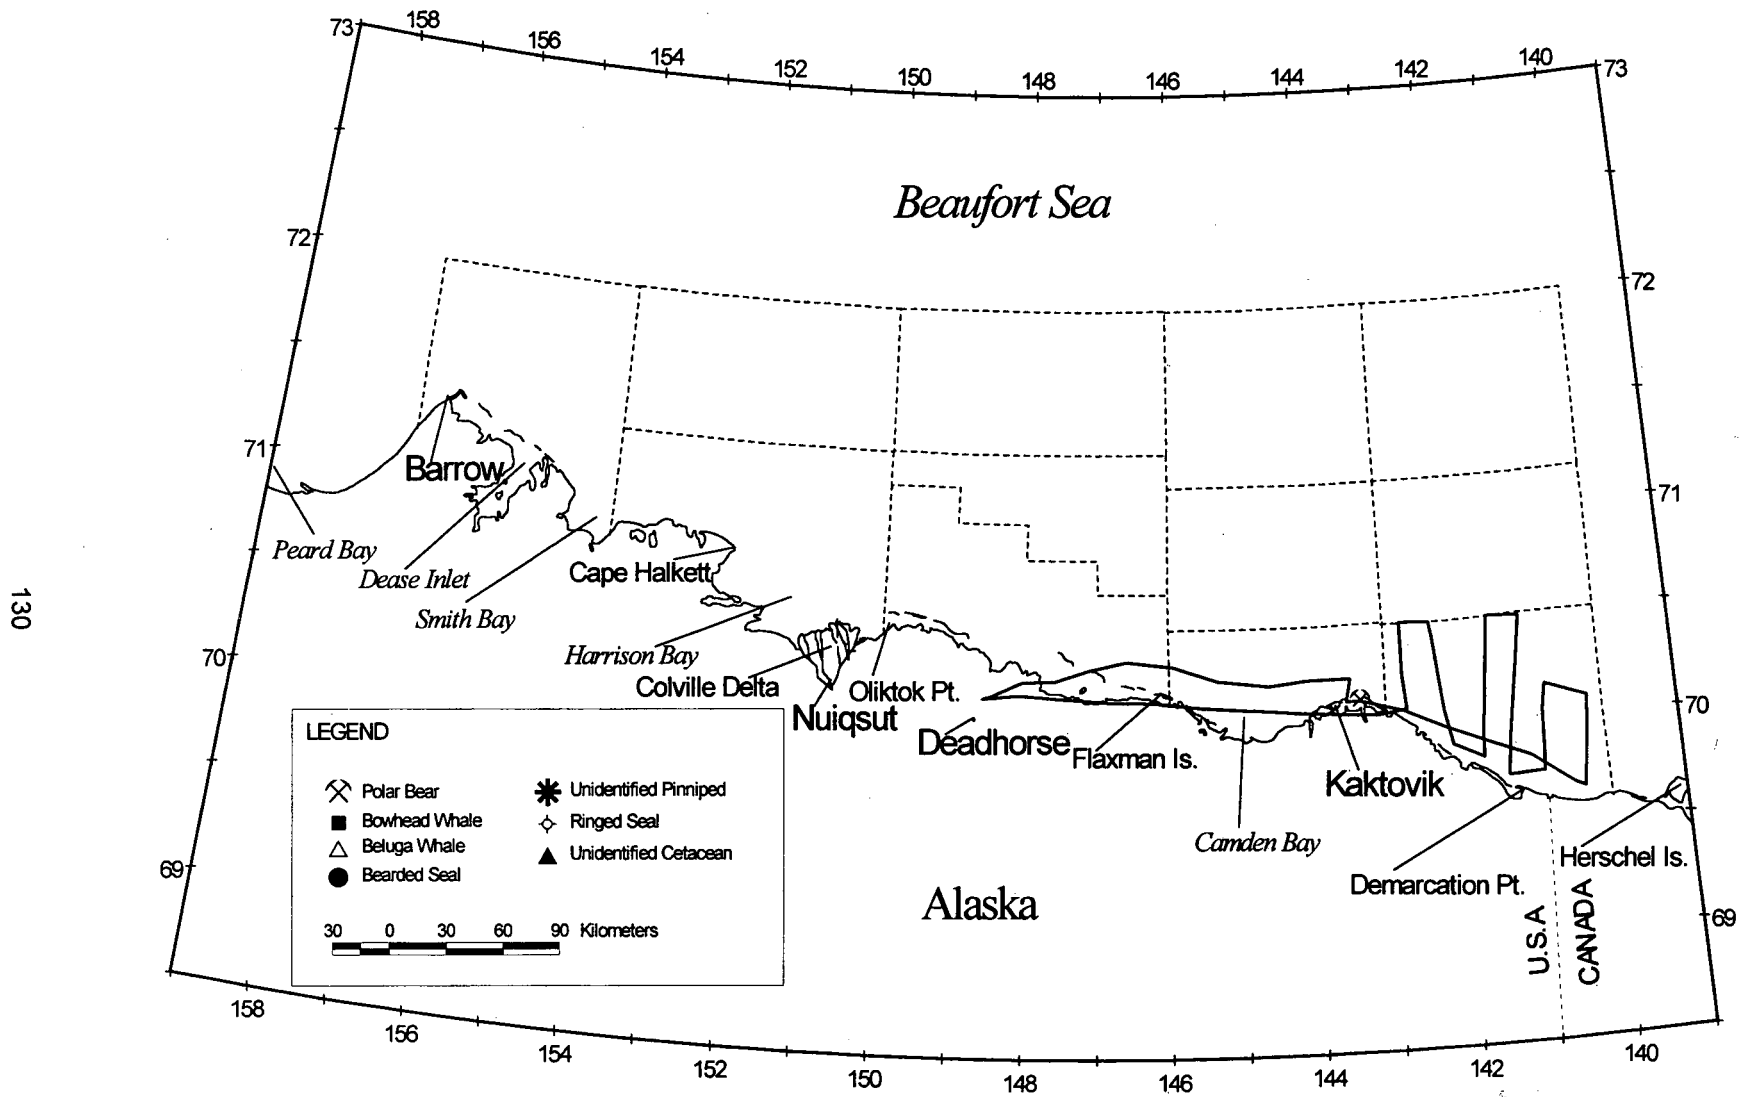 158
156
154
152
150
148
146
144
142
140
73
73
Beaufort Sea
72
72
71
71
Barrow
Peard Bay
Dease Inlet
Cape Halkett
Smith Bay
130
Harrison Bay
70
Colville Delta
Oliktok Pt.
70
Nuiqsut
Deadhorse
Flaxman Is.
Kaktovik
Camden Bay
Herschel Is.
Demarcation Pt.
Alaska
U.S.A
CANADA
69
69
LEGEND
Polar Bear
Bowhead Whale
Beluga Whale
Bearded Seal
Unidentified Pinniped
Ringed Seal
Unidentified Cetacean
30 0 30 60 90 Kilometers
158
156
154
152
150
148
146
144
142
140